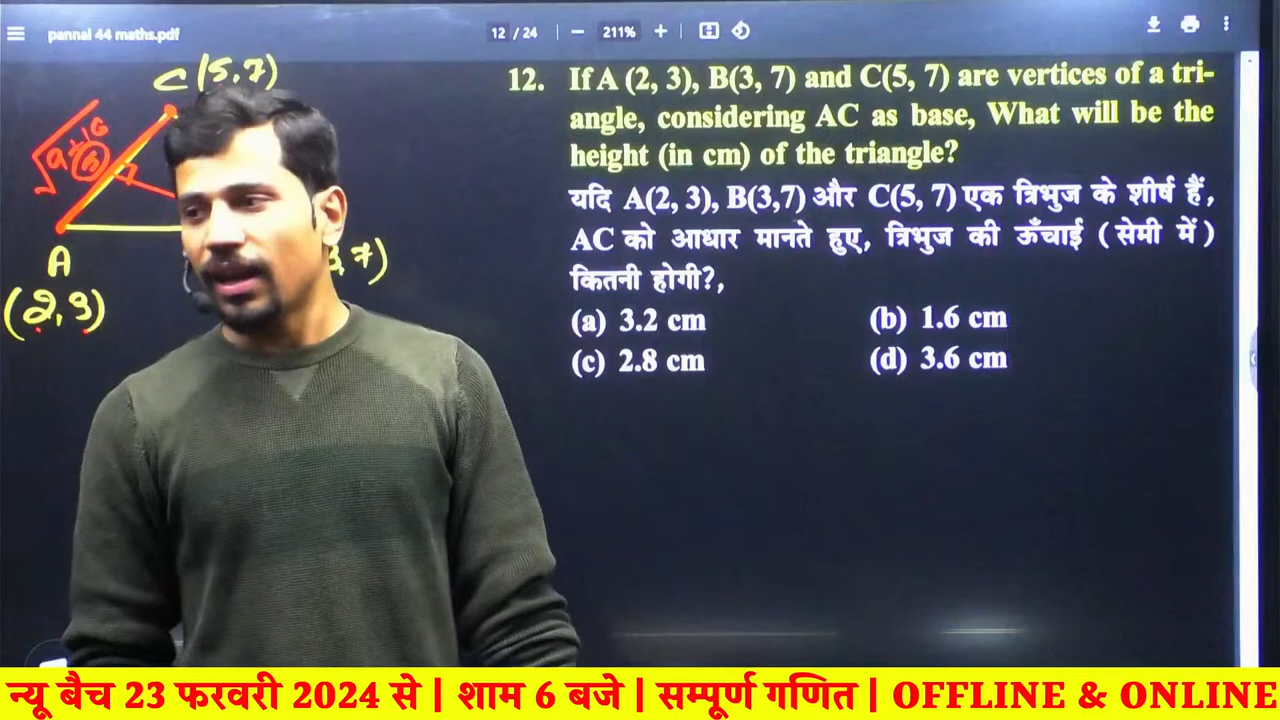 pannal 44 maths.pdf
12 / 24
211%
C (5,7)
A
(2,3)
12. If A (2, 3), B(3, 7) and C(5, 7) are vertices of a tri-
angle, considering AC as base, What will be the
height (in cm) of the triangle?
यदि A(2, 3), B(3,7) और C(5, 7) एक त्रिभुज के शीर्ष हैं,
AC को आधार मानते हुए, त्रिभुज की ऊँचाई (सेमी में)
कितनी होगी?,
(a) 3.2 cm (b) 1.6 cm
(c) 2.8 cm (d) 3.6 cm
न्यू बैच 23 फरवरी 2024 से | शाम 6 बजे | सम्पूर्ण गणित | OFFLINE & ONLINE